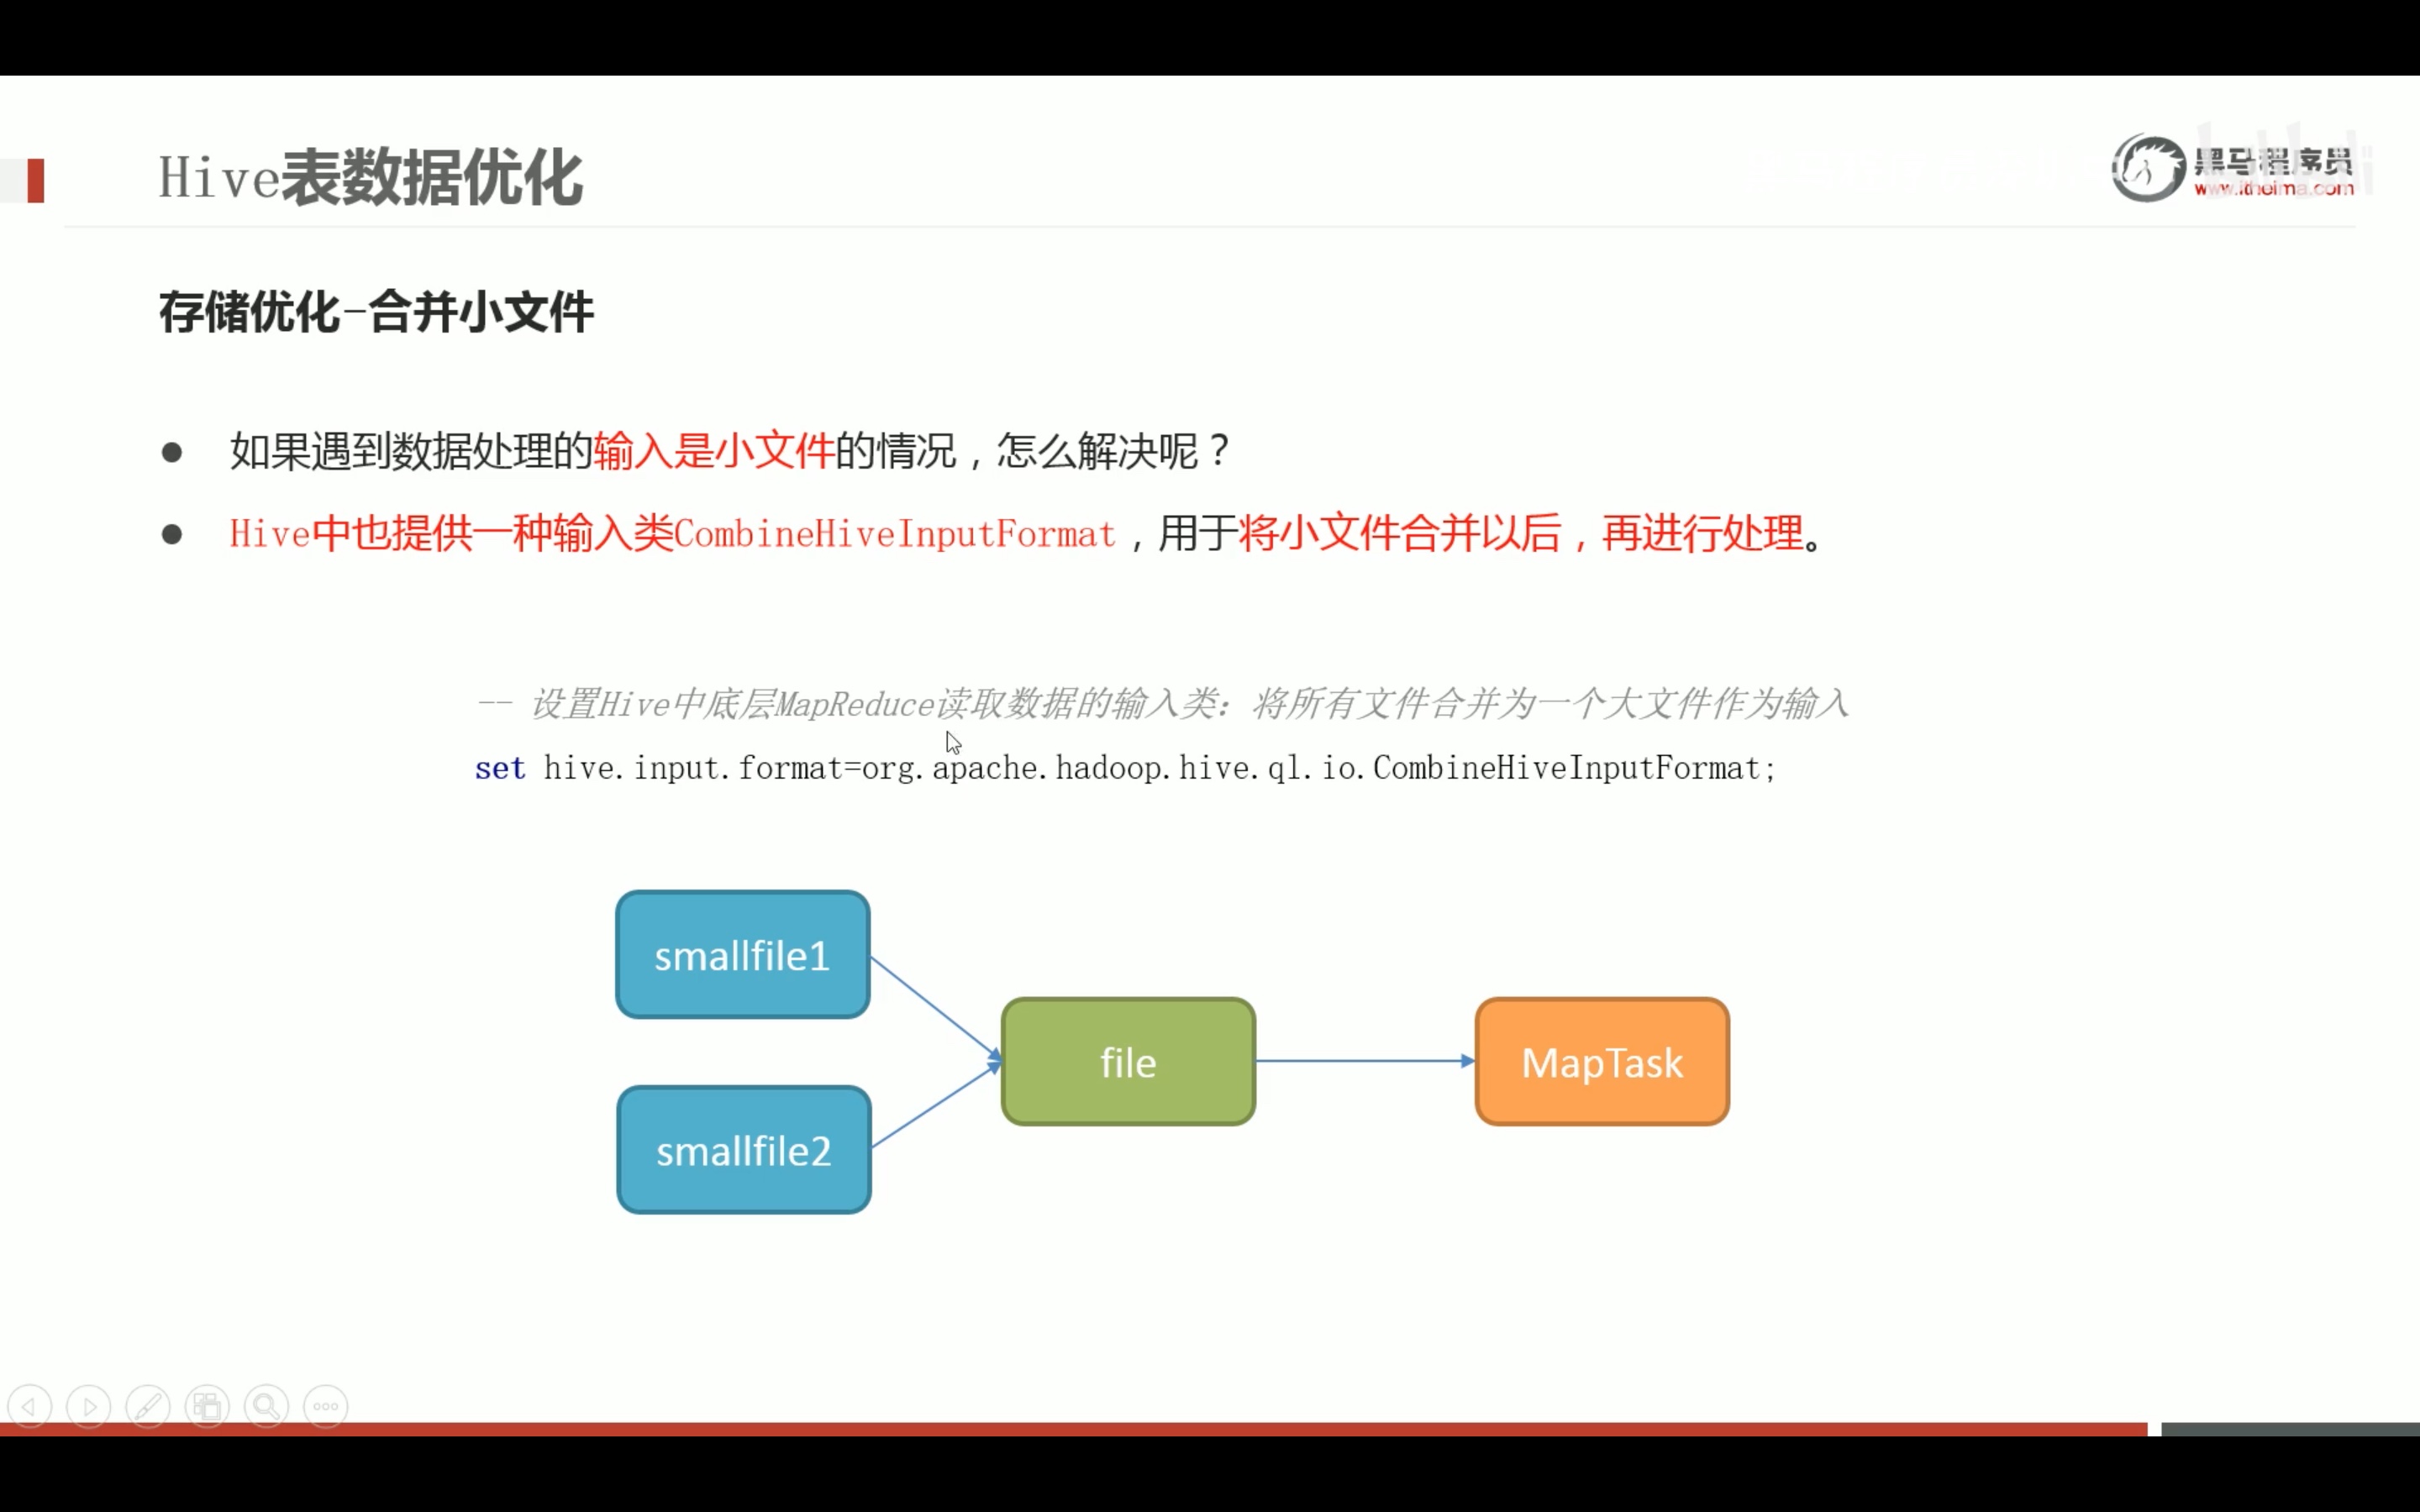 Hive表数据优化
黑马程序员
www.itheima.com
存储优化-合并小文件
● 如果遇到数据处理的输入是小文件的情况，怎么解决呢？
● Hive中也提供一种输入类CombineHiveInputFormat，用于将小文件合并以后，再进行处理。
-- 设置Hive中底层MapReduce读取数据的输入类：将所有文件合并为一个大文件作为输入
set hive.input.format=org.apache.hadoop.hive.ql.io.CombineHiveInputFormat;
smallfile1
file
MapTask
smallfile2